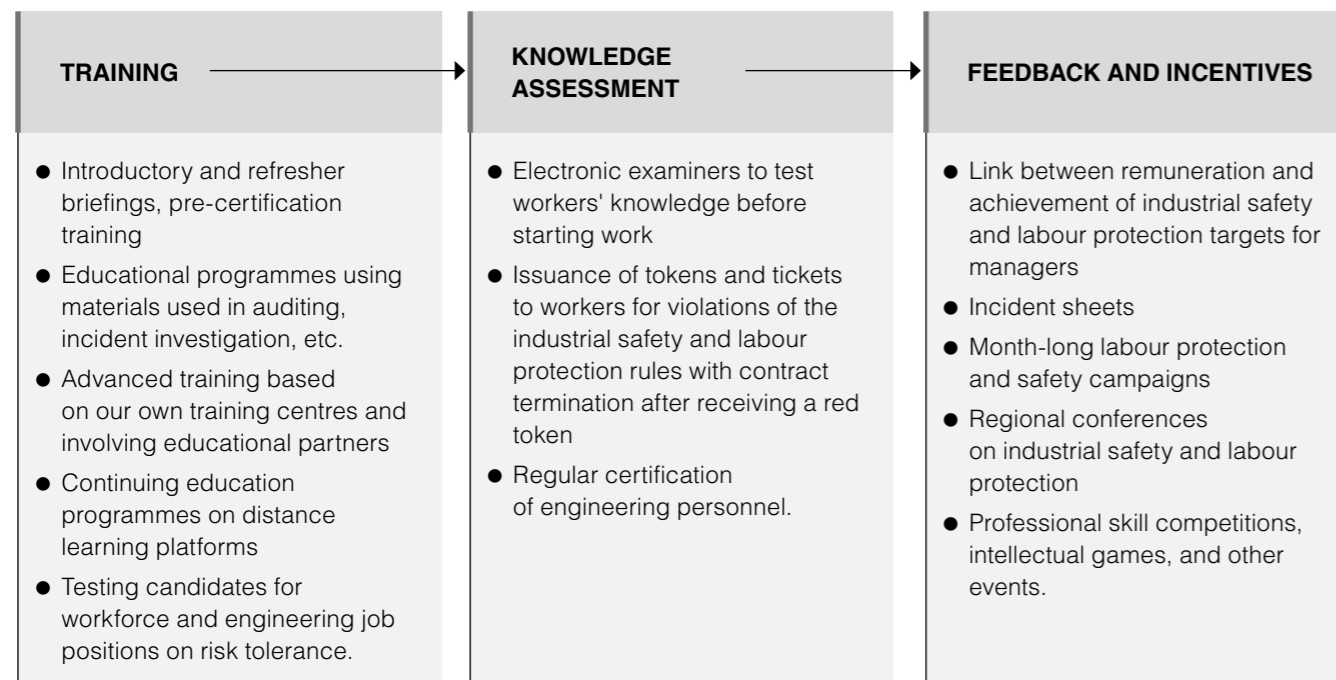 TRAINING
● Introductory and refresher
briefings, pre-certification
training
● Educational programmes using
materials used in auditing,
incident investigation, etc.
● Advanced training based
on our own training centres and
involving educational partners
● Continuing education
programmes on distance
learning platforms
● Testing candidates for
workforce and engineering job
positions on risk tolerance.
KNOWLEDGE
ASSESSMENT
● Electronic examiners to test
workers' knowledge before
starting work
● Issuance of tokens and tickets
to workers for violations of the
industrial safety and labour
protection rules with contract
termination after receiving a red
token
● Regular certification
of engineering personnel.
FEEDBACK AND INCENTIVES
● Link between remuneration and
achievement of industrial safety
and labour protection targets for
managers
● Incident sheets
● Month-long labour protection
and safety campaigns
● Regional conferences
on industrial safety and labour
protection
● Professional skill competitions,
intellectual games, and other
events.